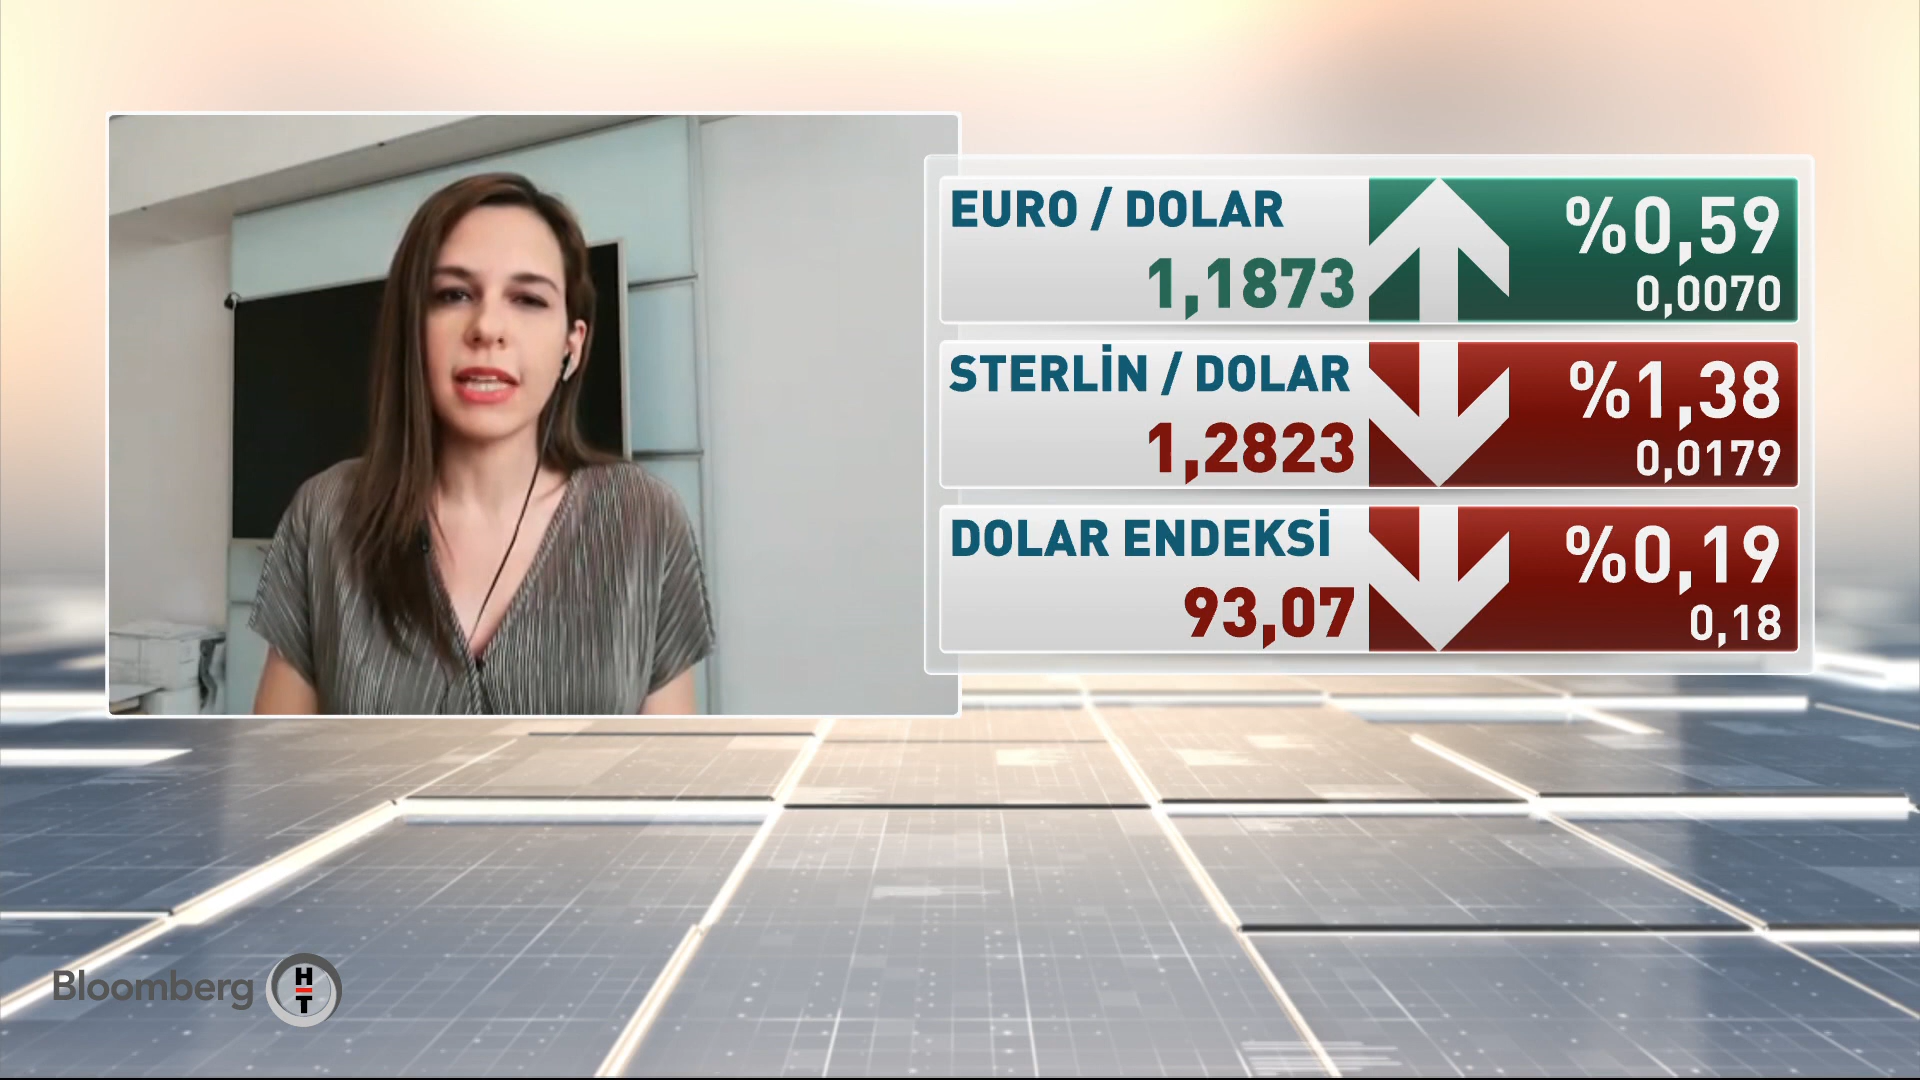 EURO / DOLAR
1,1873
%0,59
0,0070
STERLİN / DOLAR
1,2823
%1,38
0,0179
DOLAR ENDEKSİ
93,07
%0,19
0,18
Bloomberg HT